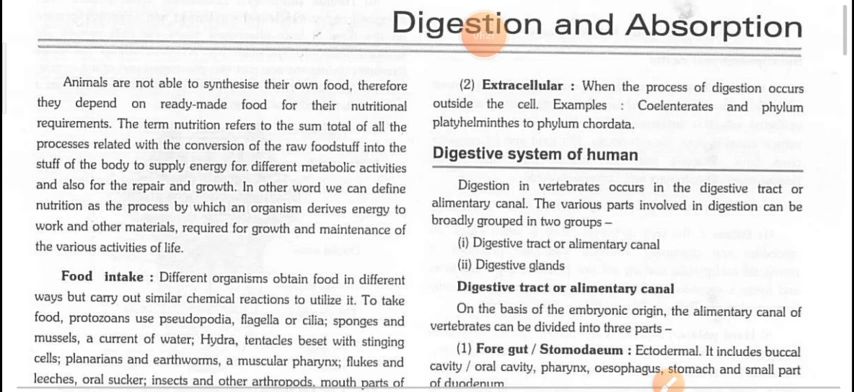 Digestion and Absorption
Animals are not able to synthesise their own food, therefore
they depend on ready-made food for their nutritional
requirements. The term nutrition refers to the sum total of all the
processes related with the conversion of the raw foodstuff into the
stuff of the body to supply energy for different metabolic activities
and also for the repair and growth. In other word we can define
nutrition as the process by which an organism derives energy to
work and other materials, required for growth and maintenance of
the various activities of life.
Food intake : Different organisms obtain food in different
ways but carry out similar chemical reactions to utilize it. To take
food, protozoans use pseudopodia, flagella or cilia; sponges and
mussels, a current of water; Hydra, tentacles beset with stinging
cells; planarians and earthworms, a muscular pharynx; flukes and
leeches, oral sucker; insects and other arthropods, mouth parts of
(2) Extracellular : When the process of digestion occurs
outside the cell. Examples : Coelenterates and phylum
platyhelminthes to phylum chordata.
Digestive system of human
Digestion in vertebrates occurs in the digestive tract or
alimentary canal. The various parts involved in digestion can be
broadly grouped in two groups –
(i) Digestive tract or alimentary canal
(ii) Digestive glands
Digestive tract or alimentary canal
On the basis of the embryonic origin, the alimentary canal of
vertebrates can be divided into three parts –
(1) Fore gut / Stomodaeum : Ectodermal. It includes buccal
cavity / oral cavity, pharynx, oesophagus, stomach and small part
of duodenum